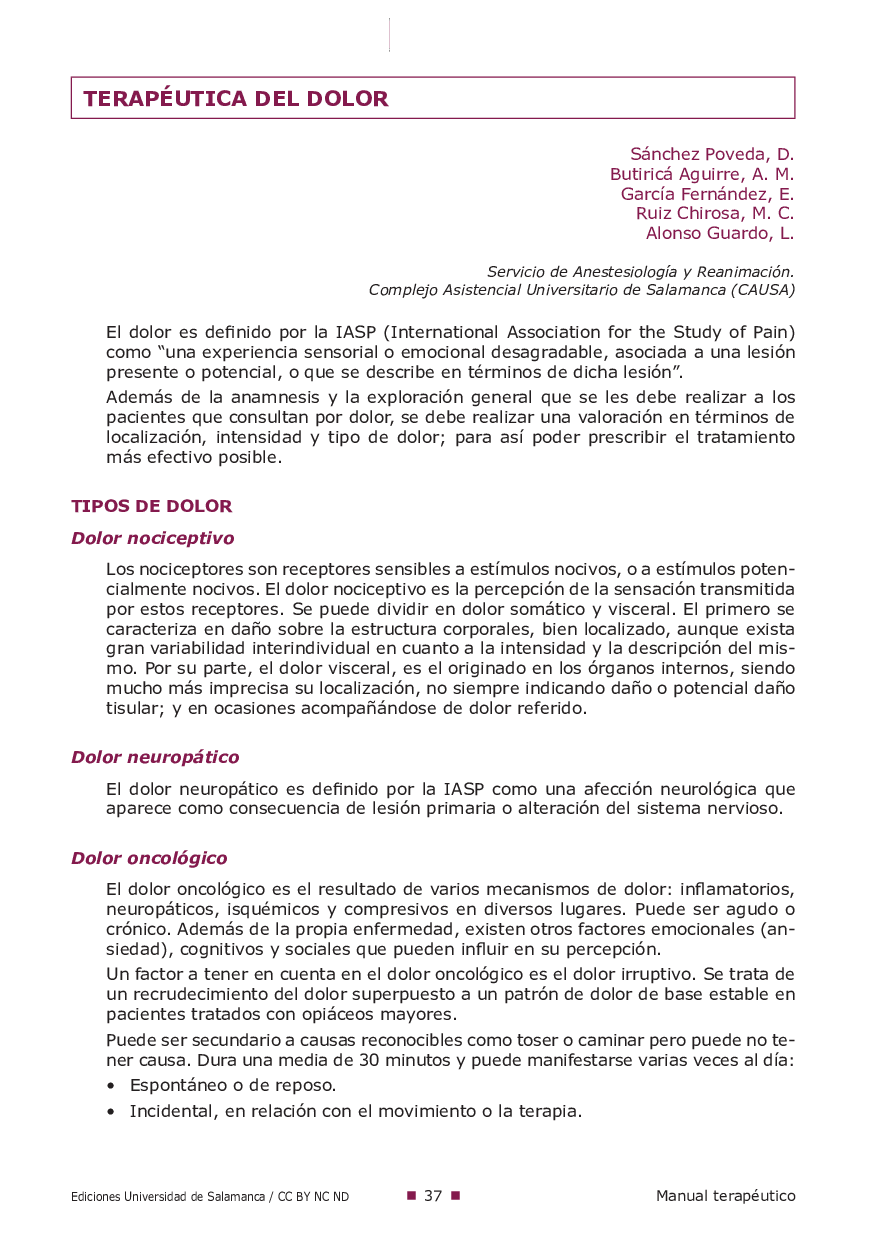 TERAPÉUTICA DEL DOLOR
Sánchez Poveda, D.
Butiricá Aguirre, A. M.
García Fernández, E.
Ruiz Chirosa, M. C.
Alonso Guardo, L.
Servicio de Anestesiología y Reanimación.
Complejo Asistencial Universitario de Salamanca (CAUSA)
El dolor es definido por la IASP (International Association for the Study of Pain)
como “una experiencia sensorial o emocional desagradable, asociada a una lesión
presente o potencial, o que se describe en términos de dicha lesión”.
Además de la anamnesis y la exploración general que se les debe realizar a los
pacientes que consultan por dolor, se debe realizar una valoración en términos de
localización, intensidad y tipo de dolor; para así poder prescribir el tratamiento
más efectivo posible.
TIPOS DE DOLOR
Dolor nociceptivo
Los nociceptores son receptores sensibles a estímulos nocivos, o a estímulos poten-
cialmente nocivos. El dolor nociceptivo es la percepción de la sensación transmitida
por estos receptores. Se puede dividir en dolor somático y visceral. El primero se
caracteriza en daño sobre la estructura corporales, bien localizado, aunque exista
gran variabilidad interindividual en cuanto a la intensidad y la descripción del mis-
mo. Por su parte, el dolor visceral, es el originado en los órganos internos, siendo
mucho más imprecisa su localización, no siempre indicando daño o potencial daño
tisular; y en ocasiones acompañándose de dolor referido.
Dolor neuropático
El dolor neuropático es definido por la IASP como una afección neurológica que
aparece como consecuencia de lesión primaria o alteración del sistema nervioso.
Dolor oncológico
El dolor oncológico es el resultado de varios mecanismos de dolor: inflamatorios,
neuropáticos, isquémicos y compresivos en diversos lugares. Puede ser agudo o
crónico. Además de la propia enfermedad, existen otros factores emocionales (an-
siedad), cognitivos y sociales que pueden influir en su percepción.
Un factor a tener en cuenta en el dolor oncológico es el dolor irruptivo. Se trata de
un recrudecimiento del dolor superpuesto a un patrón de dolor de base estable en
pacientes tratados con opiáceos mayores.
Puede ser secundario a causas reconocibles como toser o caminar pero puede no te-
ner causa. Dura una media de 30 minutos y puede manifestarse varias veces al día:
• Espontáneo o de reposo.
• Incidental, en relación con el movimiento o la terapia.
Ediciones Universidad de Salamanca / CC BY NC ND ■ 37 ■ Manual terapéutico